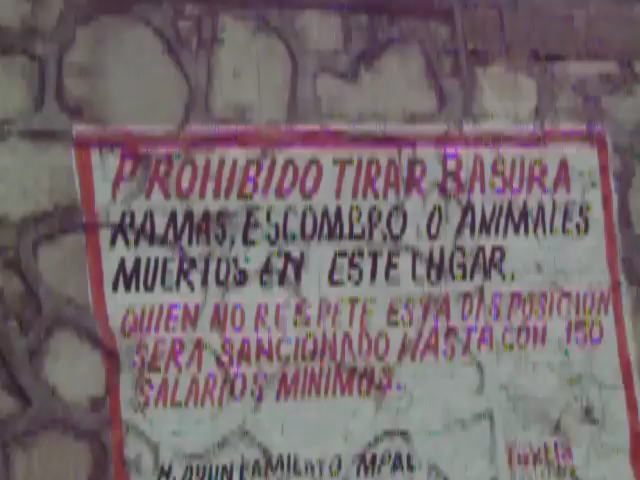 PROHIBIDO TIRAR BASURA
RAMAS, ESCOMBRO O ANIMALES
MUERTOS EN ESTE LUGAR.
QUIEN NO RESPETE ESTA DISPOSICION
SERA SANCIONADO HASTA CON 150
SALARIOS MINIMOS.
H. AYUNTAMIENTO MPAL.